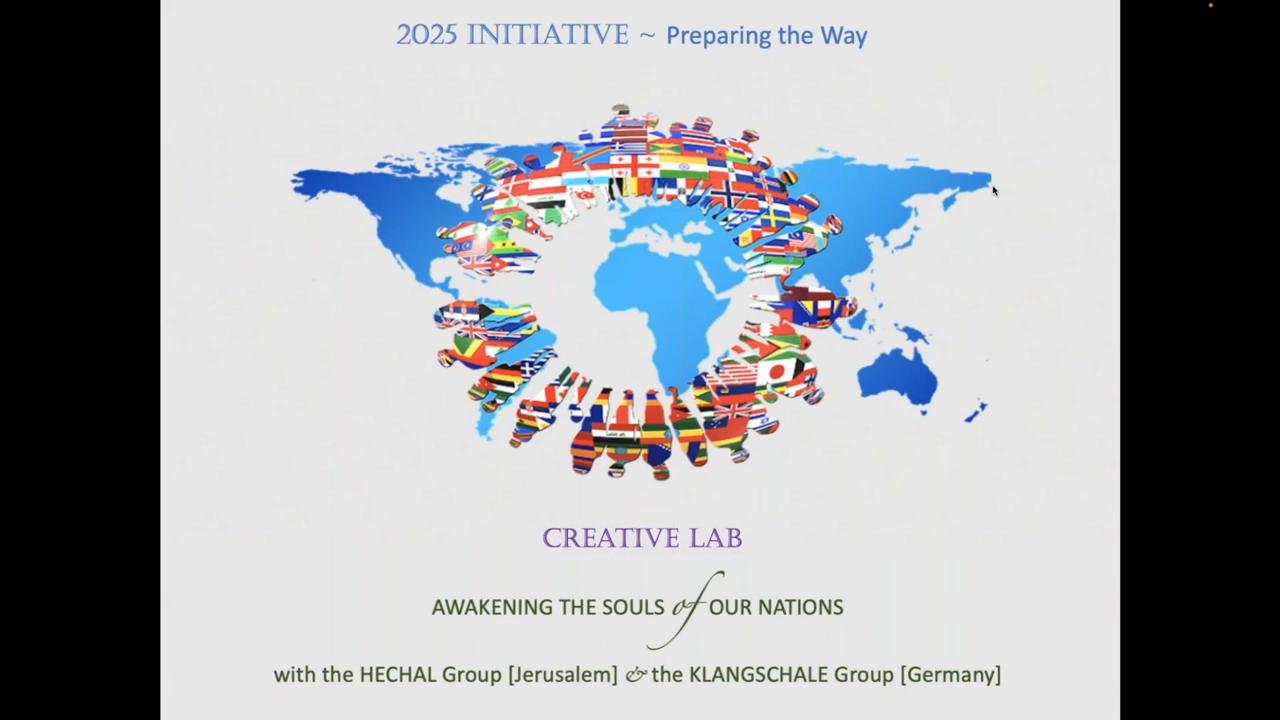 2025 INITIATIVE ~ Preparing the Way
CREATIVE LAB
AWAKENING THE SOULS of OUR NATIONS
with the HECHAL Group [Jerusalem] & the KLANGSCHALE Group [Germany]